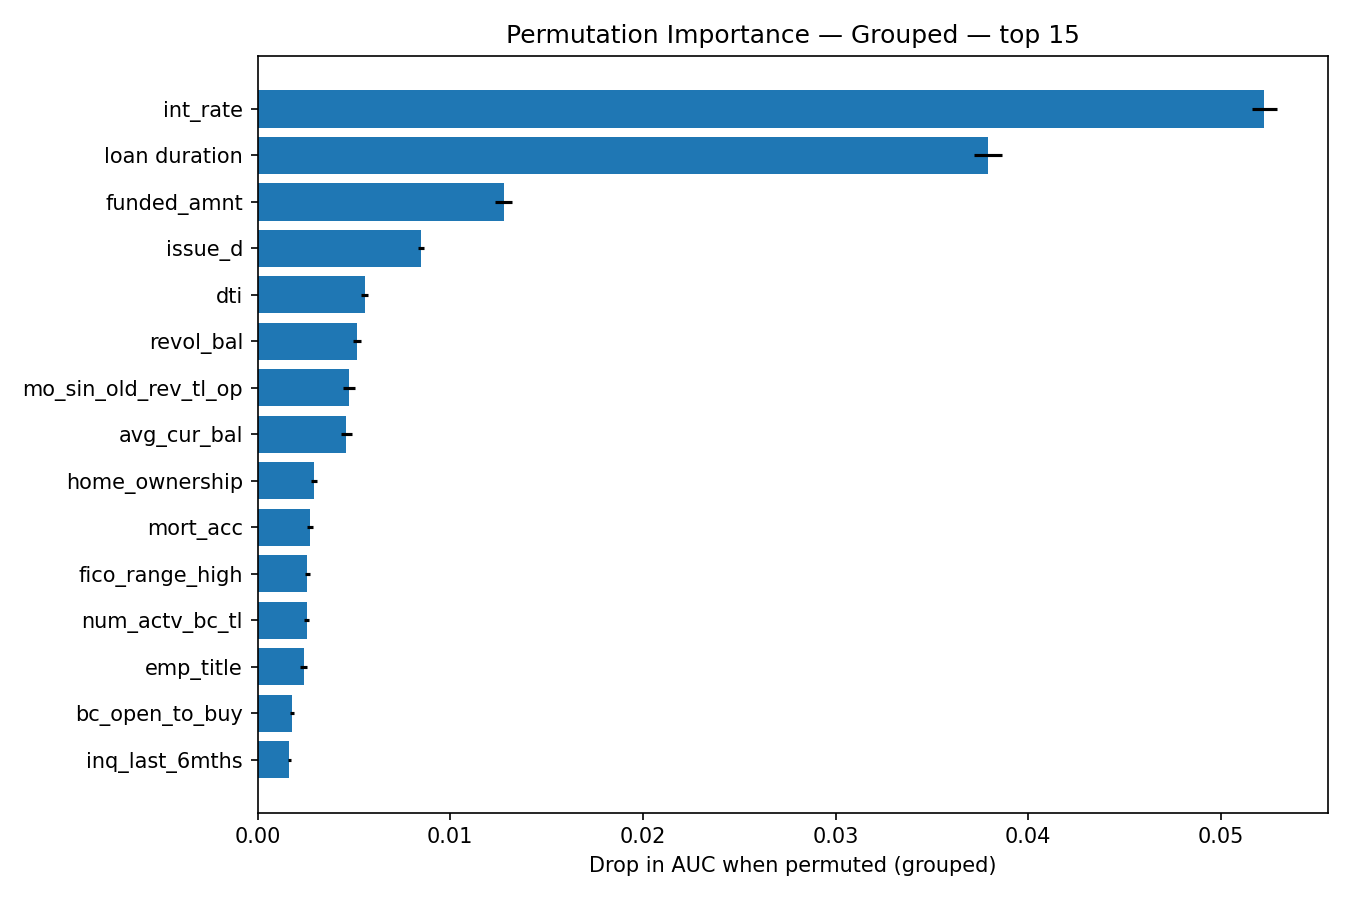 Permutation Importance — Grouped — top 15
int_rate
loan duration
funded_amnt
issue_d
dti
revol_bal
mo_sin_old_rev_tl_op
avg_cur_bal
home_ownership
mort_acc
fico_range_high
num_actv_bc_tl
emp_title
bc_open_to_buy
inq_last_6mths
0.00 0.01 0.02 0.03 0.04 0.05
Drop in AUC when permuted (grouped)